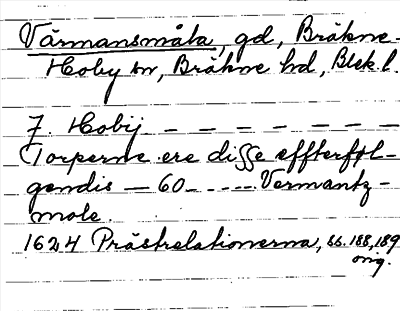 Värmansmåla, gd, Bräkne-
Hoby sn, Bräkne hd, Blek. l.
7. Hobij _ _ _ _ _ _ _
Torperne ere disse effterføl-
gendis — 60 _ _ _ _ Vermantz-
mole.
1624 Prästrelationerna, ss. 188, 189
orig.